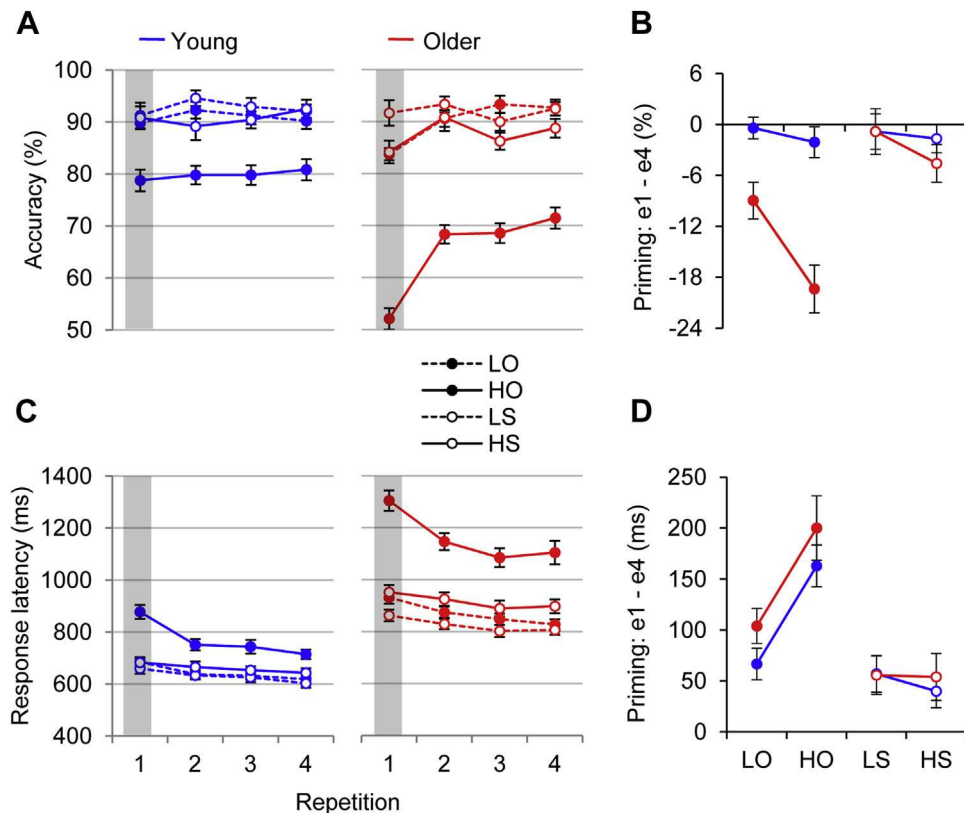 A
Young
Older
B
Accuracy (%)
100
90
80
70
60
50
Priming: e1 - e4 (%)
6
0
-6
-12
-18
-24
LO
HO
LS
HS
C
D
Response latency (ms)
1400
1200
1000
800
600
400
1 2 3 4
1 2 3 4
Repetition
Priming: e1 - e4 (ms)
250
200
150
100
50
0
LO HO LS HS